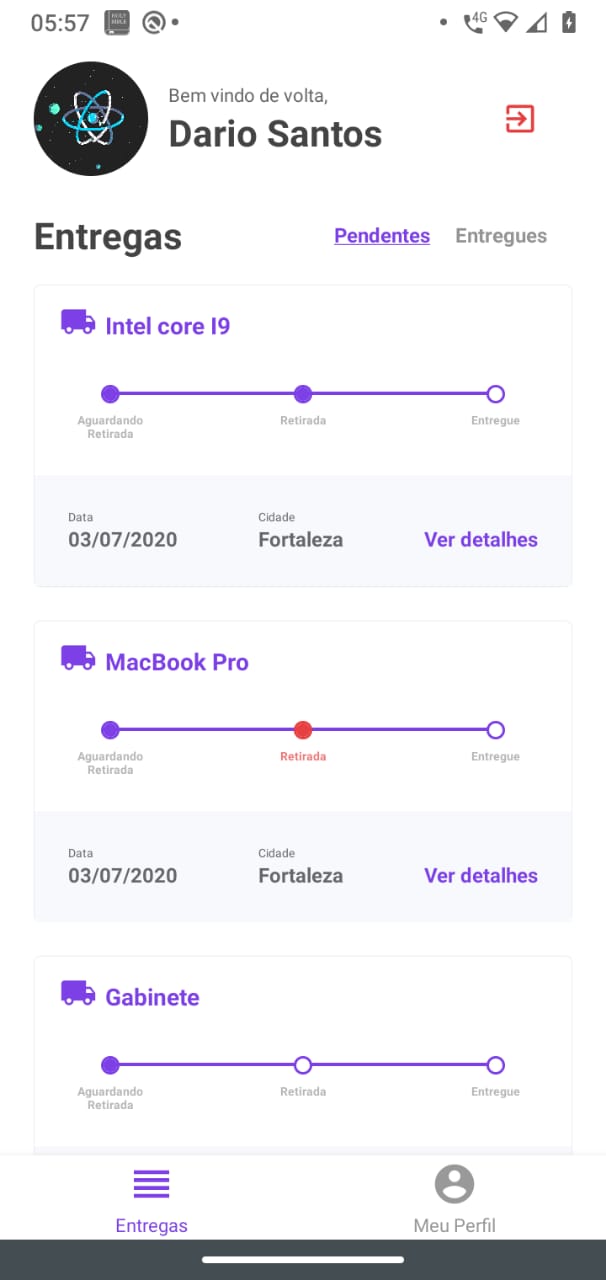 05:57
4G
Bem vindo de volta,
Dario Santos
Entregas
Pendentes
Entregues
Intel core I9
Aguardando
Retirada
Retirada
Entregue
Data
03/07/2020
Cidade
Fortaleza
Ver detalhes
MacBook Pro
Aguardando
Retirada
Retirada
Entregue
Data
03/07/2020
Cidade
Fortaleza
Ver detalhes
Gabinete
Aguardando
Retirada
Retirada
Entregue
Entregas
Meu Perfil